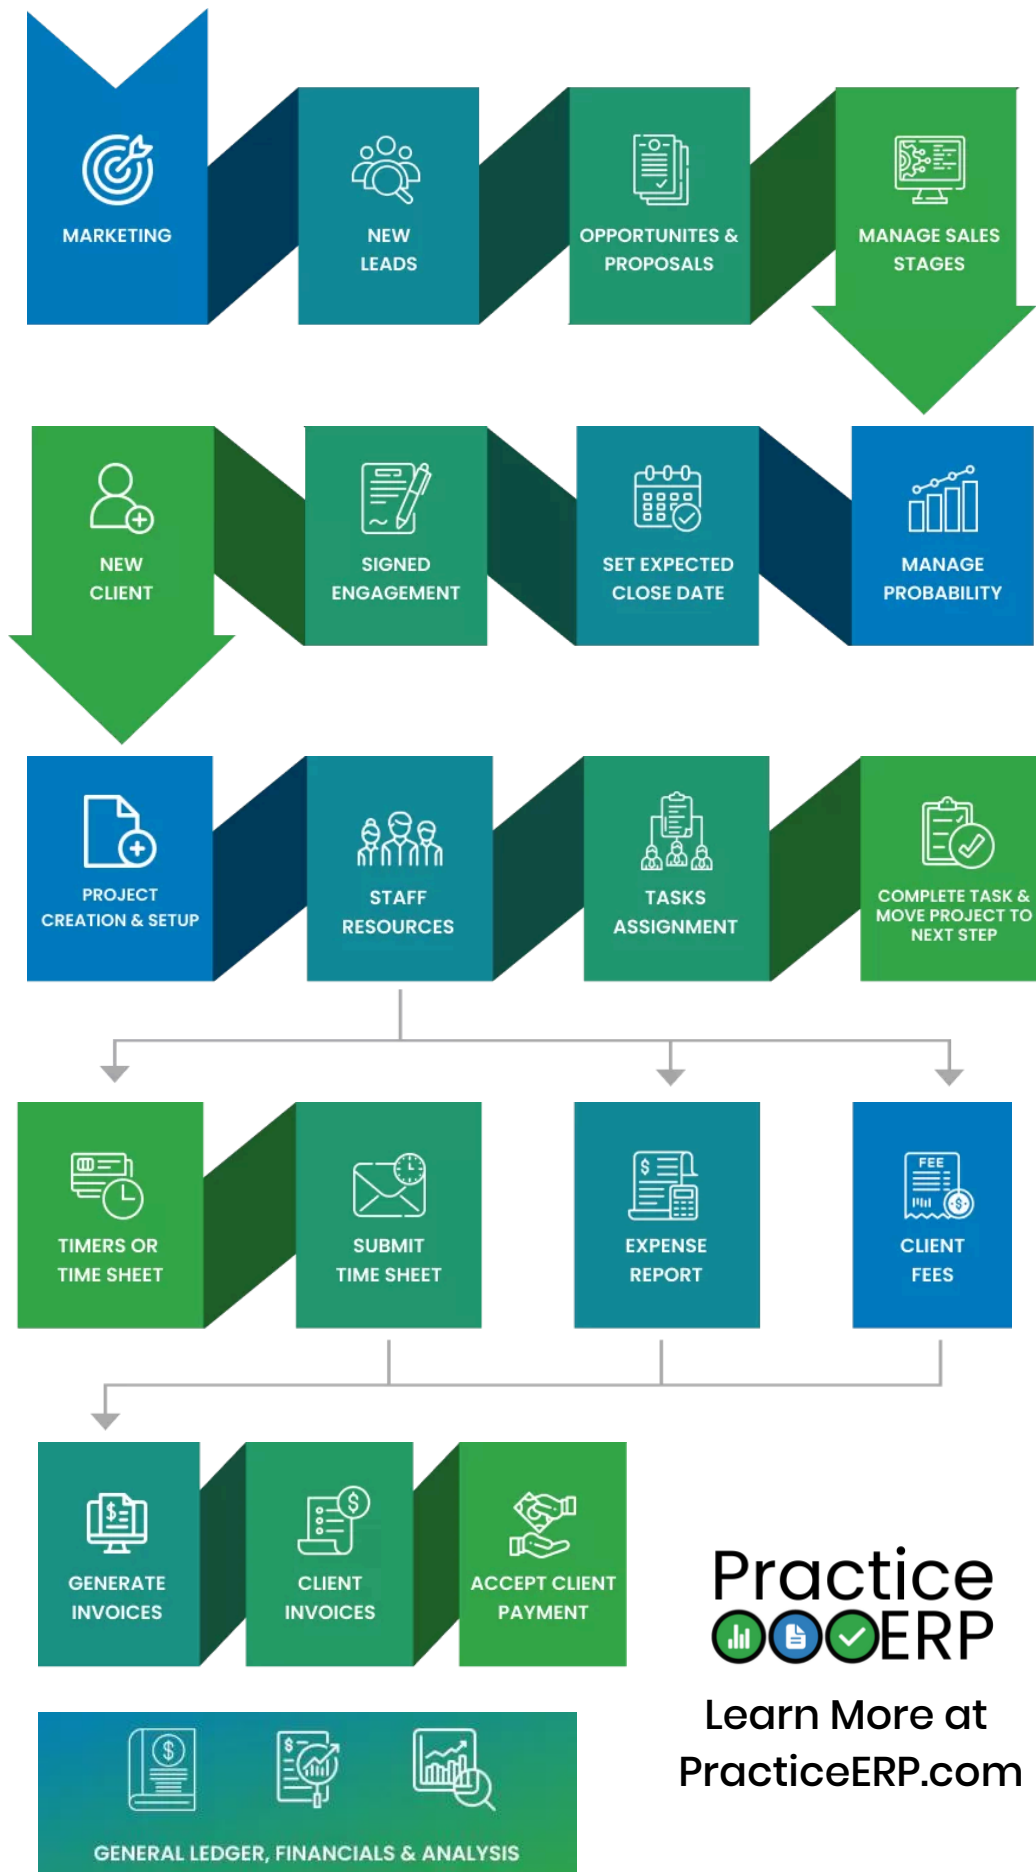 MARKETING
NEW
LEADS
OPPORTUNITES &
PROPOSALS
MANAGE SALES
STAGES
NEW
CLIENT
SIGNED
ENGAGEMENT
SET EXPECTED
CLOSE DATE
MANAGE
PROBABILITY
PROJECT
CREATION & SETUP
STAFF
RESOURCES
TASKS
ASSIGNMENT
COMPLETE TASK &
MOVE PROJECT TO
NEXT STEP
TIMERS OR
TIME SHEET
SUBMIT
TIME SHEET
$
EXPENSE
REPORT
FEE
$
CLIENT
FEES
$
GENERATE
INVOICES
$
CLIENT
INVOICES
ACCEPT CLIENT
PAYMENT
Practice
ERP
Learn More at
PracticeERP.com
$
$
GENERAL LEDGER, FINANCIALS & ANALYSIS